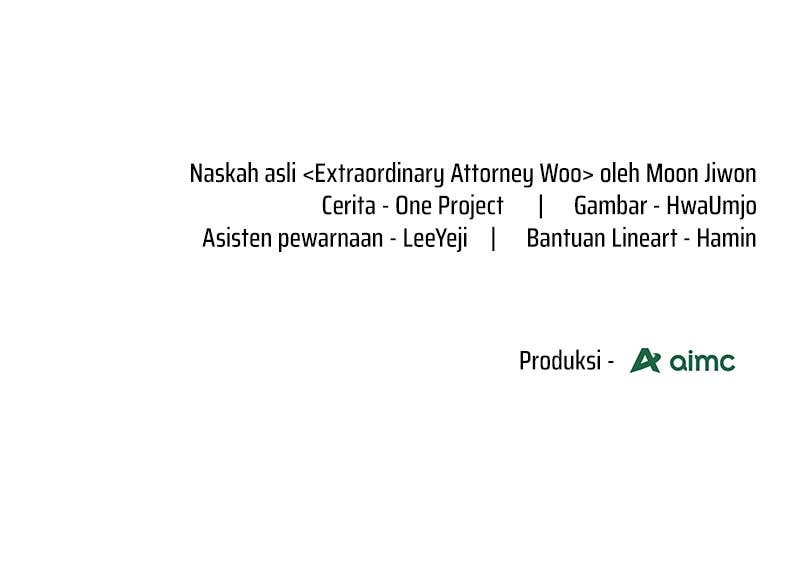 Naskah asli <Extraordinary Attorney Woo> oleh Moon Jiwon
Cerita - One Project | Gambar - HwaUmjo
Asisten pewarnaan - LeeYeji | Bantuan Lineart - Hamin
Produksi - aimc